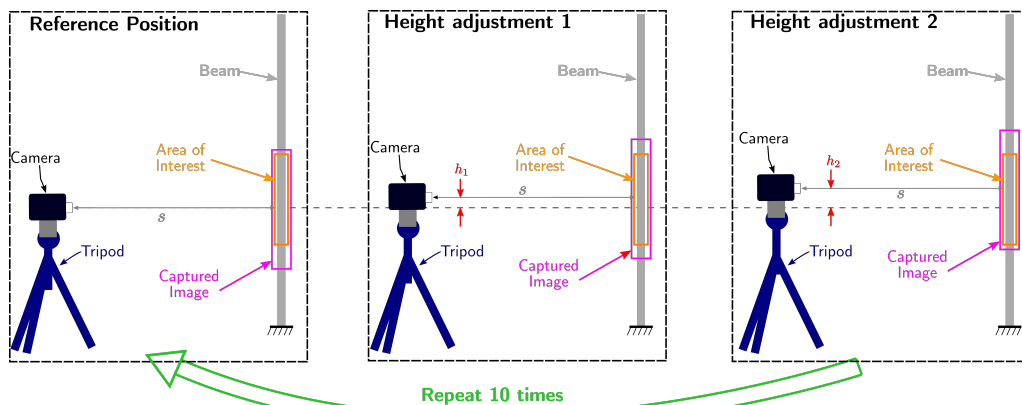 Reference Position
Beam
Area of
Interest
Camera
s
Tripod
Captured
Image
Height adjustment 1
Beam
Area of
Interest
Camera
h₁
s
Tripod
Captured
Image
Height adjustment 2
Beam
Area of
Interest
Camera
h₂
s
Tripod
Captured
Image
Repeat 10 times